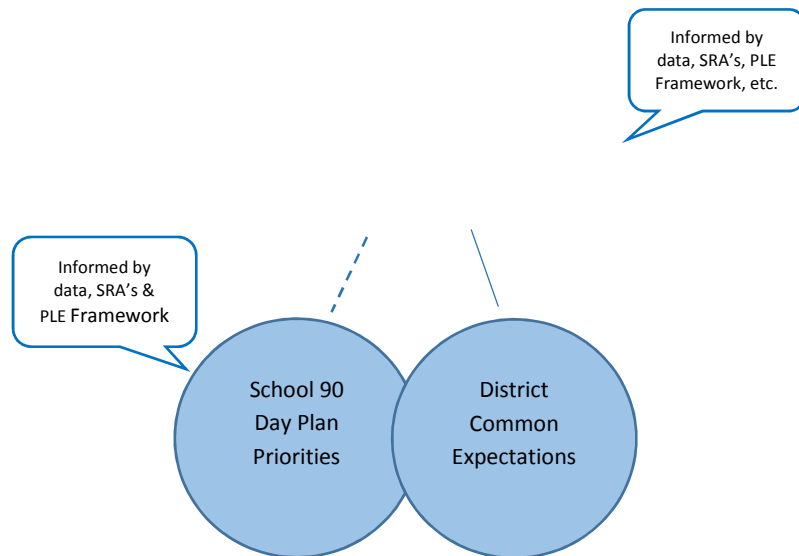 Informed by
data, SRA's, PLE
Framework, etc.
Informed by
data, SRA's &
PLE Framework
School 90
Day Plan
Priorities
District
Common
Expectations